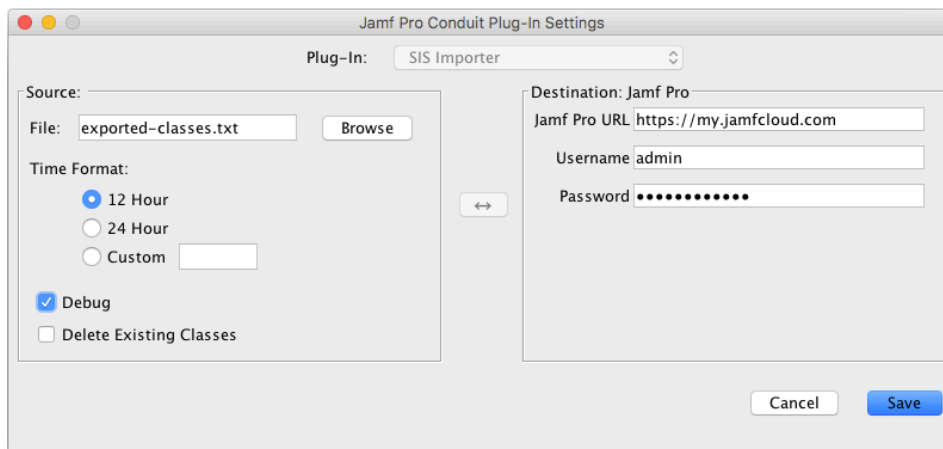 Jamf Pro Conduit Plug-In Settings
Plug-In: SIS Importer
Source:
File: exported-classes.txt Browse
Time Format:
12 Hour
24 Hour
Custom
Debug
Delete Existing Classes
Destination: Jamf Pro
Jamf Pro URL https://my.jamfcloud.com
Username admin
Password ••••••••••••
Cancel Save